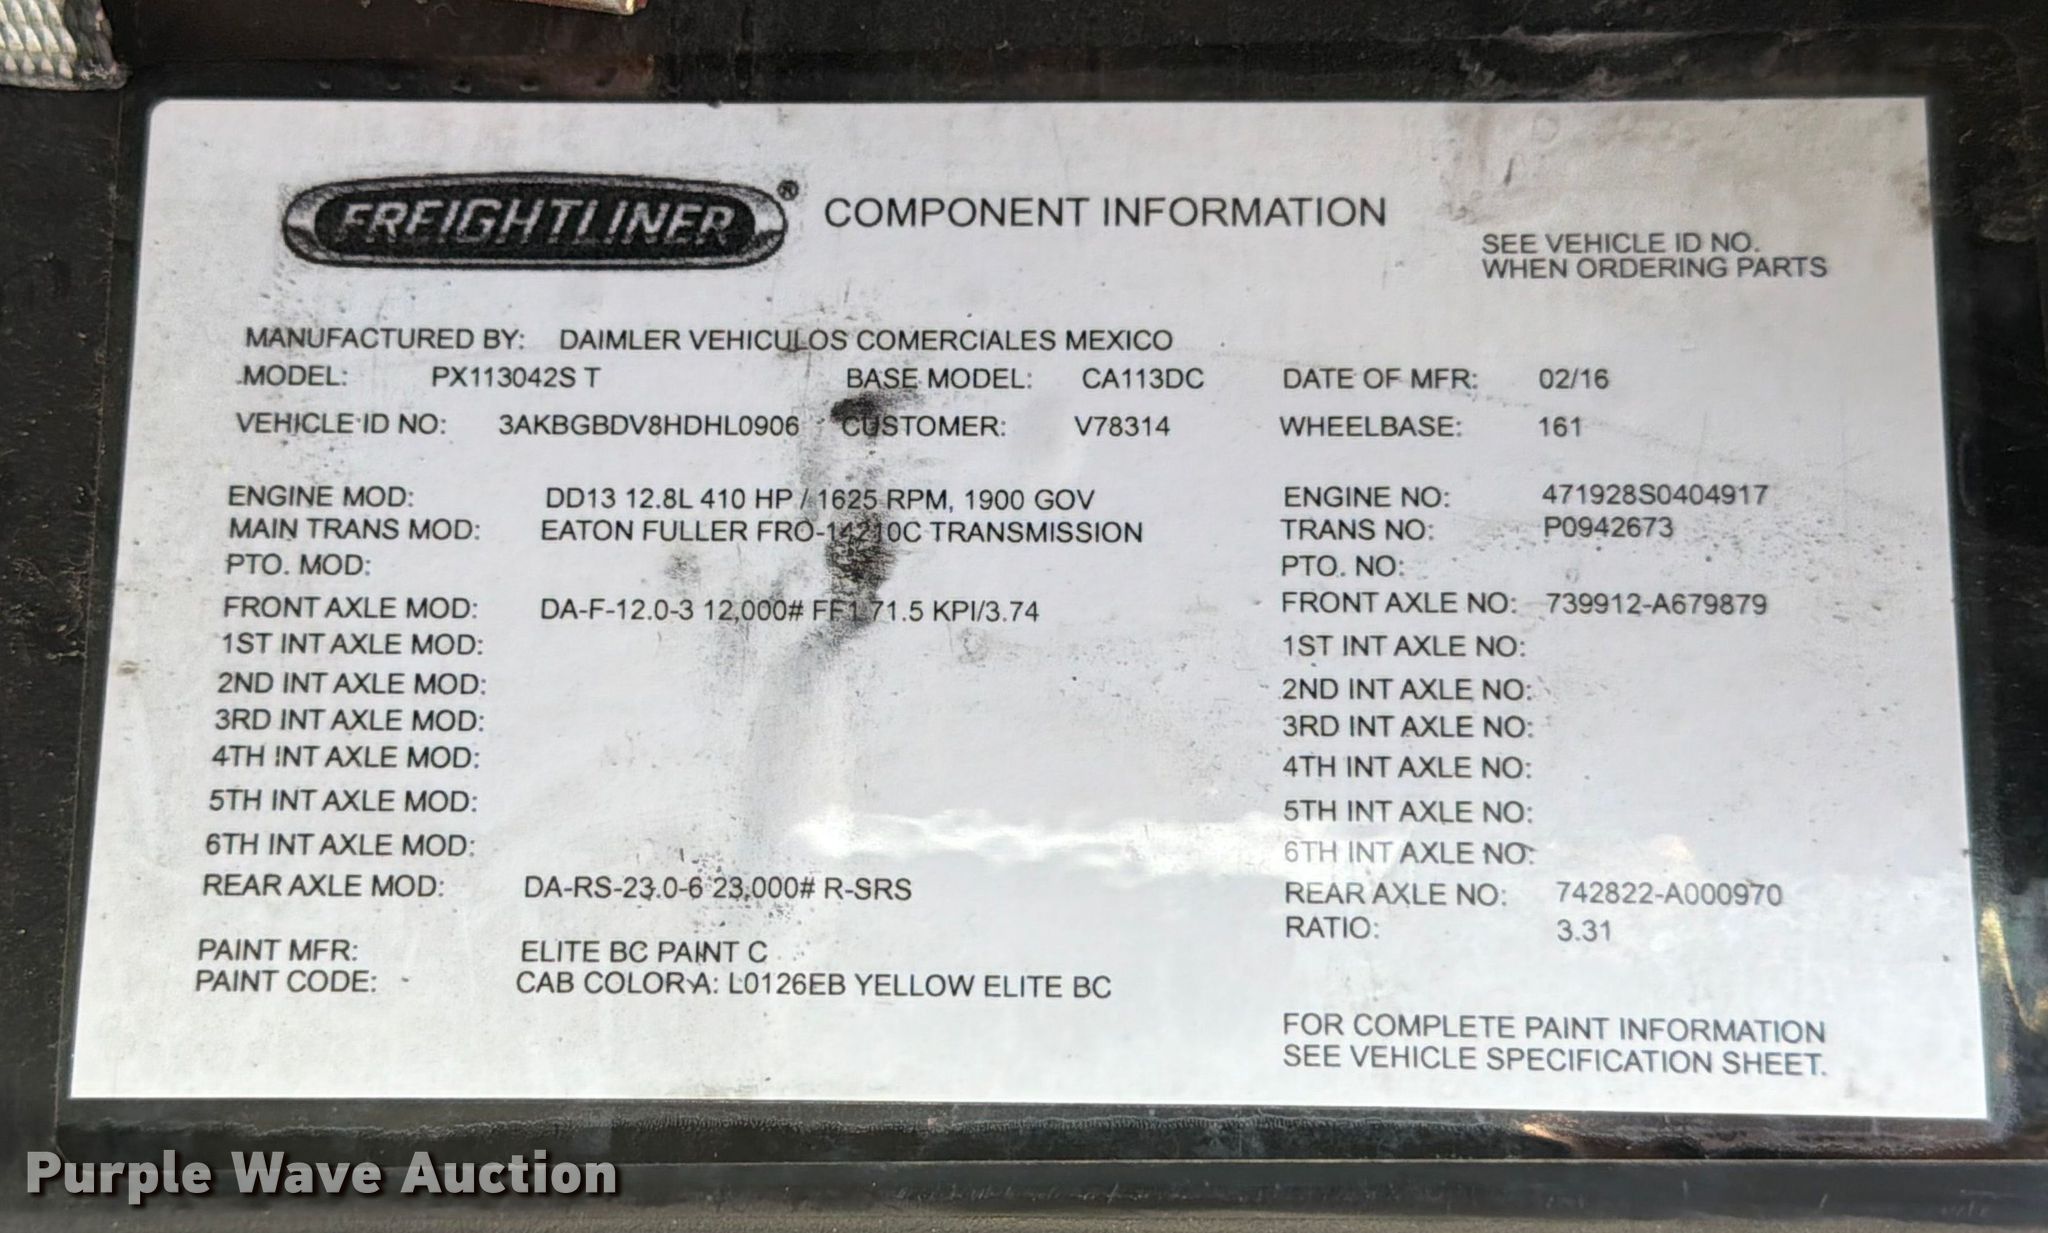 FREIGHTLINER® COMPONENT INFORMATION
SEE VEHICLE ID NO.
WHEN ORDERING PARTS
MANUFACTURED BY: DAIMLER VEHICULOS COMERCIALES MEXICO
MODEL: PX113042S T BASE MODEL: CA113DC DATE OF MFR: 02/16
VEHICLE ID NO: 3AKBGBDV8HDHL0906 CUSTOMER: V78314 WHEELBASE: 161
ENGINE MOD: DD13 12.8L 410 HP / 1625 RPM, 1900 GOV ENGINE NO: 471928S0404917
MAIN TRANS MOD: EATON FULLER FRO-14210C TRANSMISSION TRANS NO: P0942673
PTO. MOD: PTO. NO:
FRONT AXLE MOD: DA-F-12.0-3 12,000# FF1 71.5 KPI/3.74 FRONT AXLE NO: 739912-A679879
1ST INT AXLE MOD: 1ST INT AXLE NO:
2ND INT AXLE MOD: 2ND INT AXLE NO:
3RD INT AXLE MOD: 3RD INT AXLE NO:
4TH INT AXLE MOD: 4TH INT AXLE NO:
5TH INT AXLE MOD: 5TH INT AXLE NO:
6TH INT AXLE MOD: 6TH INT AXLE NO:
REAR AXLE MOD: DA-RS-23.0-6 23,000# R-SRS REAR AXLE NO: 742822-A000970
RATIO: 3.31
PAINT MFR: ELITE BC PAINT C
PAINT CODE: CAB COLOR A: L0126EB YELLOW ELITE BC
FOR COMPLETE PAINT INFORMATION
SEE VEHICLE SPECIFICATION SHEET.
Purple Wave Auction